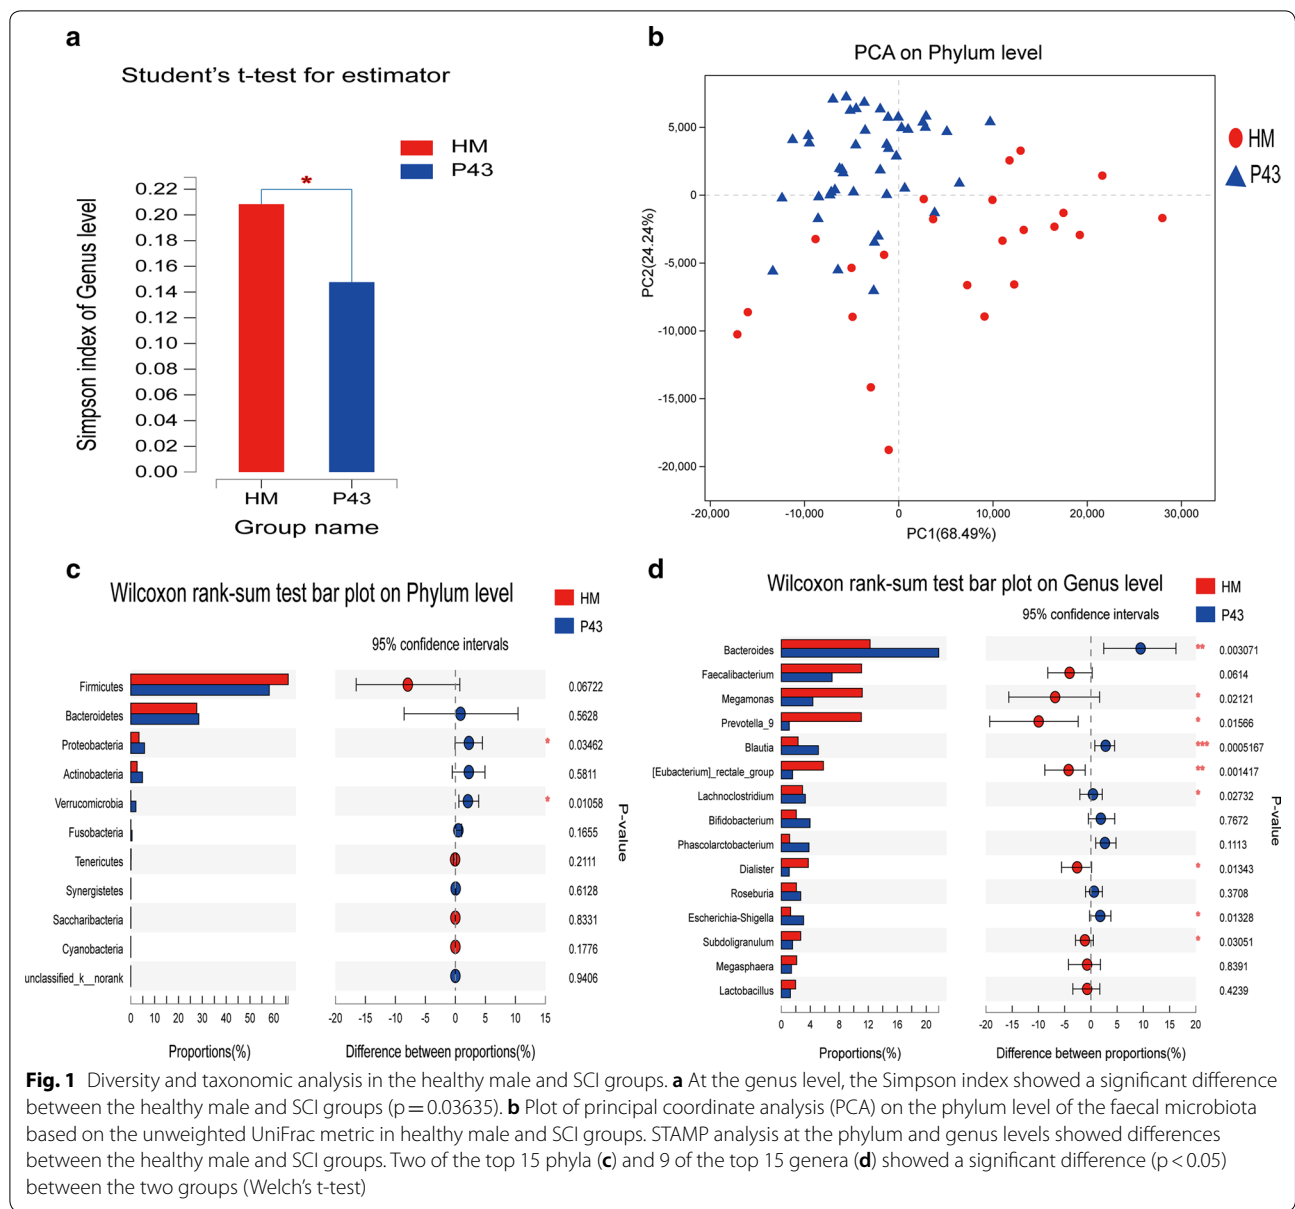 a
Student's t-test for estimator
HM
P43
*
0.22
0.20
0.18
0.16
0.14
0.12
0.10
0.08
0.06
0.04
0.02
0.00
Simpson index of Genus level
HM P43
Group name
b
PCA on Phylum level
HM
P43
5,000
0
-5,000
-10,000
-15,000
-20,000
PC2(24.24%)
-20,000 -10,000 0 10,000 20,000 30,000
PC1(68.49%)
c
Wilcoxon rank-sum test bar plot on Phylum level
HM
P43
95% confidence intervals
Firmicutes 0.06722
Bacteroidetes 0.5628
Proteobacteria * 0.03462
Actinobacteria 0.5811
Verrucomicrobia * 0.01058
Fusobacteria 0.1655
Tenericutes 0.2111
Synergistetes 0.6128
Saccharibacteria 0.8331
Cyanobacteria 0.1776
unclassified_k__norank 0.9406
P-value
0 10 20 30 40 50 60 -20 -15 -10 -5 0 5 10 15
Proportions(%) Difference between proportions(%)
d
Wilcoxon rank-sum test bar plot on Genus level
HM
P43
95% confidence intervals
Bacteroides ** 0.003071
Faecalibacterium 0.0614
Megamonas * 0.02121
Prevotella_9 * 0.01566
Blautia *** 0.0005167
[Eubacterium]_rectale_group ** 0.001417
Lachnoclostridium * 0.02732
Bifidobacterium 0.7672
Phascolarctobacterium 0.1113
Dialister * 0.01343
Roseburia 0.3708
Escherichia-Shigella * 0.01328
Subdoligranulum * 0.03051
Megasphaera 0.8391
Lactobacillus 0.4239
P-value
0 4 8 12 16 20 -20 -15 -10 -5 0 5 10 15 20
Proportions(%) Difference between proportions(%)
Fig. 1 Diversity and taxonomic analysis in the healthy male and SCI groups. a At the genus level, the Simpson index showed a significant difference
between the healthy male and SCI groups (p = 0.03635). b Plot of principal coordinate analysis (PCA) on the phylum level of the faecal microbiota
based on the unweighted UniFrac metric in healthy male and SCI groups. STAMP analysis at the phylum and genus levels showed differences
between the healthy male and SCI groups. Two of the top 15 phyla (c) and 9 of the top 15 genera (d) showed a significant difference (p < 0.05)
between the two groups (Welch's t-test)